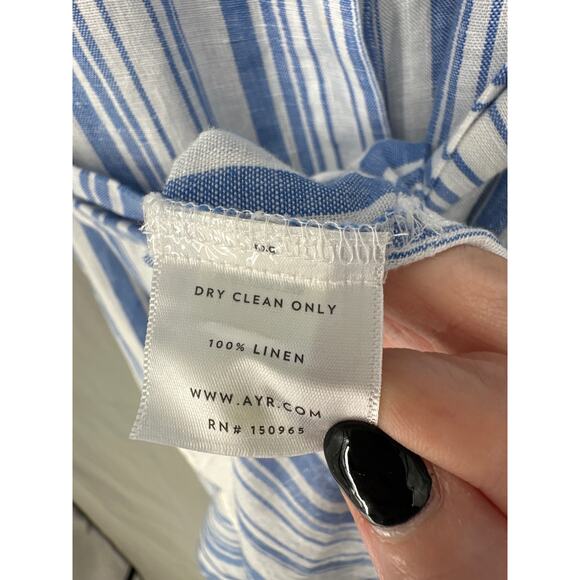 DRY CLEAN ONLY
100% LINEN
WWW.AYR.COM
RN# 150965